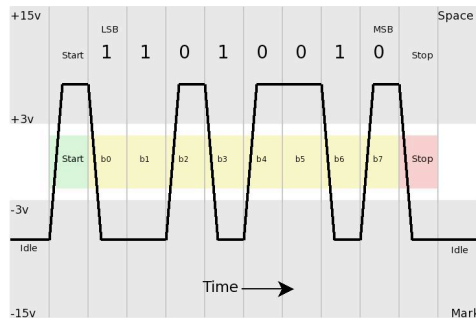 +15v
Space
LSB
MSB
Start 1 1 0 1 0 0 1 0 Stop
+3v
Start b0 b1 b2 b3 b4 b5 b6 b7 Stop
-3v
Idle
Idle
Time
-15v
Mark